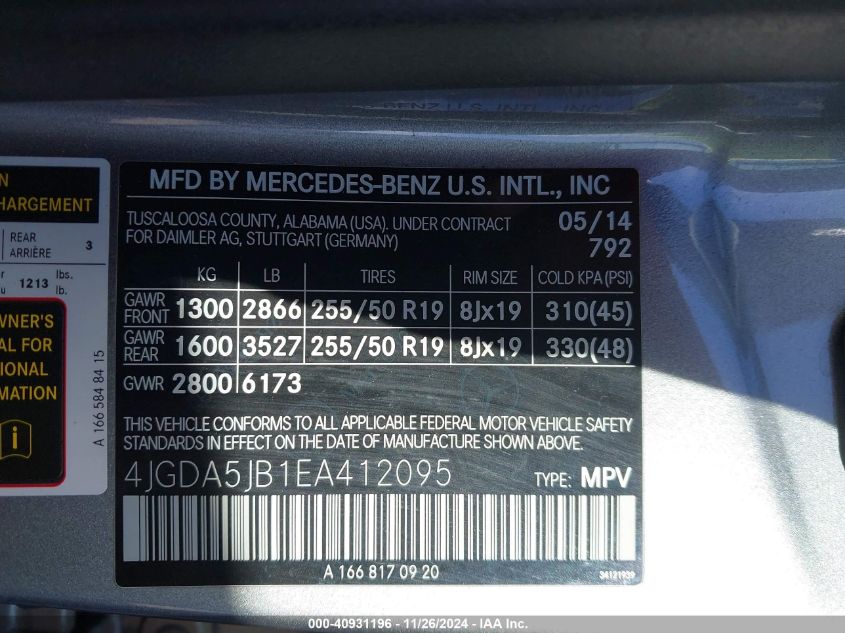 BENZ U.S. INTL., INC
N
HARGEMENT
REAR
ARRIÈRE 3
1213 lbs.
lb.
WNER'S
AL FOR
IONAL
MATION
i
A 166 584 84 15
MFD BY MERCEDES-BENZ U.S. INTL., INC
TUSCALOOSA COUNTY, ALABAMA (USA). UNDER CONTRACT 05/14
FOR DAIMLER AG, STUTTGART (GERMANY) 792
KG LB TIRES RIM SIZE COLD KPA(PSI)
GAWR FRONT 1300 2866 255/50 R19 8Jx19 310(45)
GAWR REAR 1600 3527 255/50 R19 8Jx19 330(48)
GVWR 2800 6173
THIS VEHICLE CONFORMS TO ALL APPLICABLE FEDERAL MOTOR VEHICLE SAFETY
STANDARDS IN EFFECT ON THE DATE OF MANUFACTURE SHOWN ABOVE.
4JGDA5JB1EA412095 TYPE: MPV
A 166 817 09 20 34121939
000-40931196 - 11/26/2024 - IAA Inc.